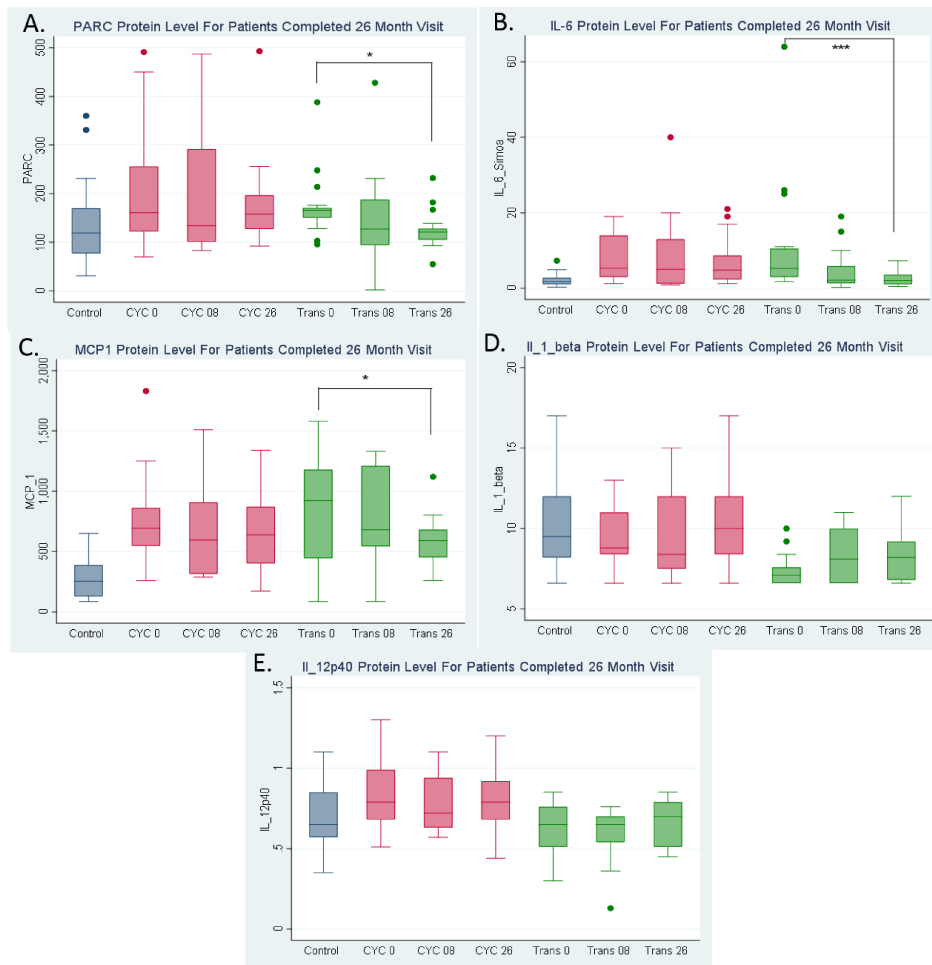 A.
PARC Protein Level For Patients Completed 26 Month Visit
500
400
300
200
100
0
PARC
*
Control CYC 0 CYC 08 CYC 26 Trans 0 Trans 08 Trans 26
B.
IL-6 Protein Level For Patients Completed 26 Month Visit
60
40
20
0
IL_6_Simoa
***
Control CYC 0 CYC 08 CYC 26 Trans 0 Trans 08 Trans 26
C.
MCP1 Protein Level For Patients Completed 26 Month Visit
2,000
1,500
1,000
500
0
MCP_1
*
Control CYC 0 CYC 08 CYC 26 Trans 0 Trans 08 Trans 26
D.
Il_1_beta Protein Level For Patients Completed 26 Month Visit
20
15
10
5
IL_1_beta
Control CYC 0 CYC 08 CYC 26 Trans 0 Trans 08 Trans 26
E.
Il_12p40 Protein Level For Patients Completed 26 Month Visit
1.5
1
.5
0
IL_12p40
Control CYC 0 CYC 08 CYC 26 Trans 0 Trans 08 Trans 26